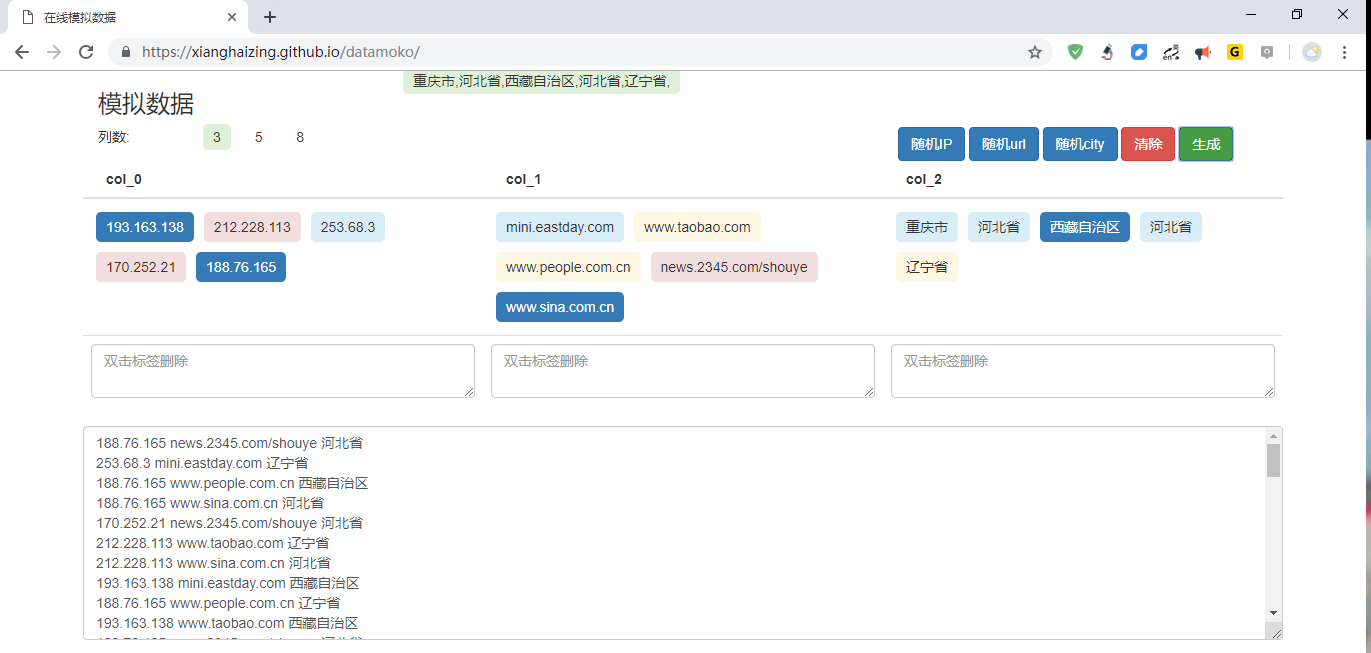 在线模拟数据
https://xianghaizing.github.io/datamoko/
en
G
重庆市,河北省,西藏自治区,河北省,辽宁省,
模拟数据
列数: 3 5 8
随机IP 随机url 随机city 清除 生成
col_0 col_1 col_2
193.163.138 212.228.113 253.68.3 mini.eastday.com www.taobao.com 重庆市 河北省 西藏自治区 河北省
170.252.21 188.76.165 www.people.com.cn news.2345.com/shouye 辽宁省
www.sina.com.cn
双击标签删除 双击标签删除 双击标签删除
188.76.165 news.2345.com/shouye 河北省
253.68.3 mini.eastday.com 辽宁省
188.76.165 www.people.com.cn 西藏自治区
188.76.165 www.sina.com.cn 河北省
170.252.21 news.2345.com/shouye 河北省
212.228.113 www.taobao.com 辽宁省
212.228.113 www.sina.com.cn 河北省
193.163.138 mini.eastday.com 西藏自治区
188.76.165 www.people.com.cn 辽宁省
193.163.138 www.taobao.com 西藏自治区